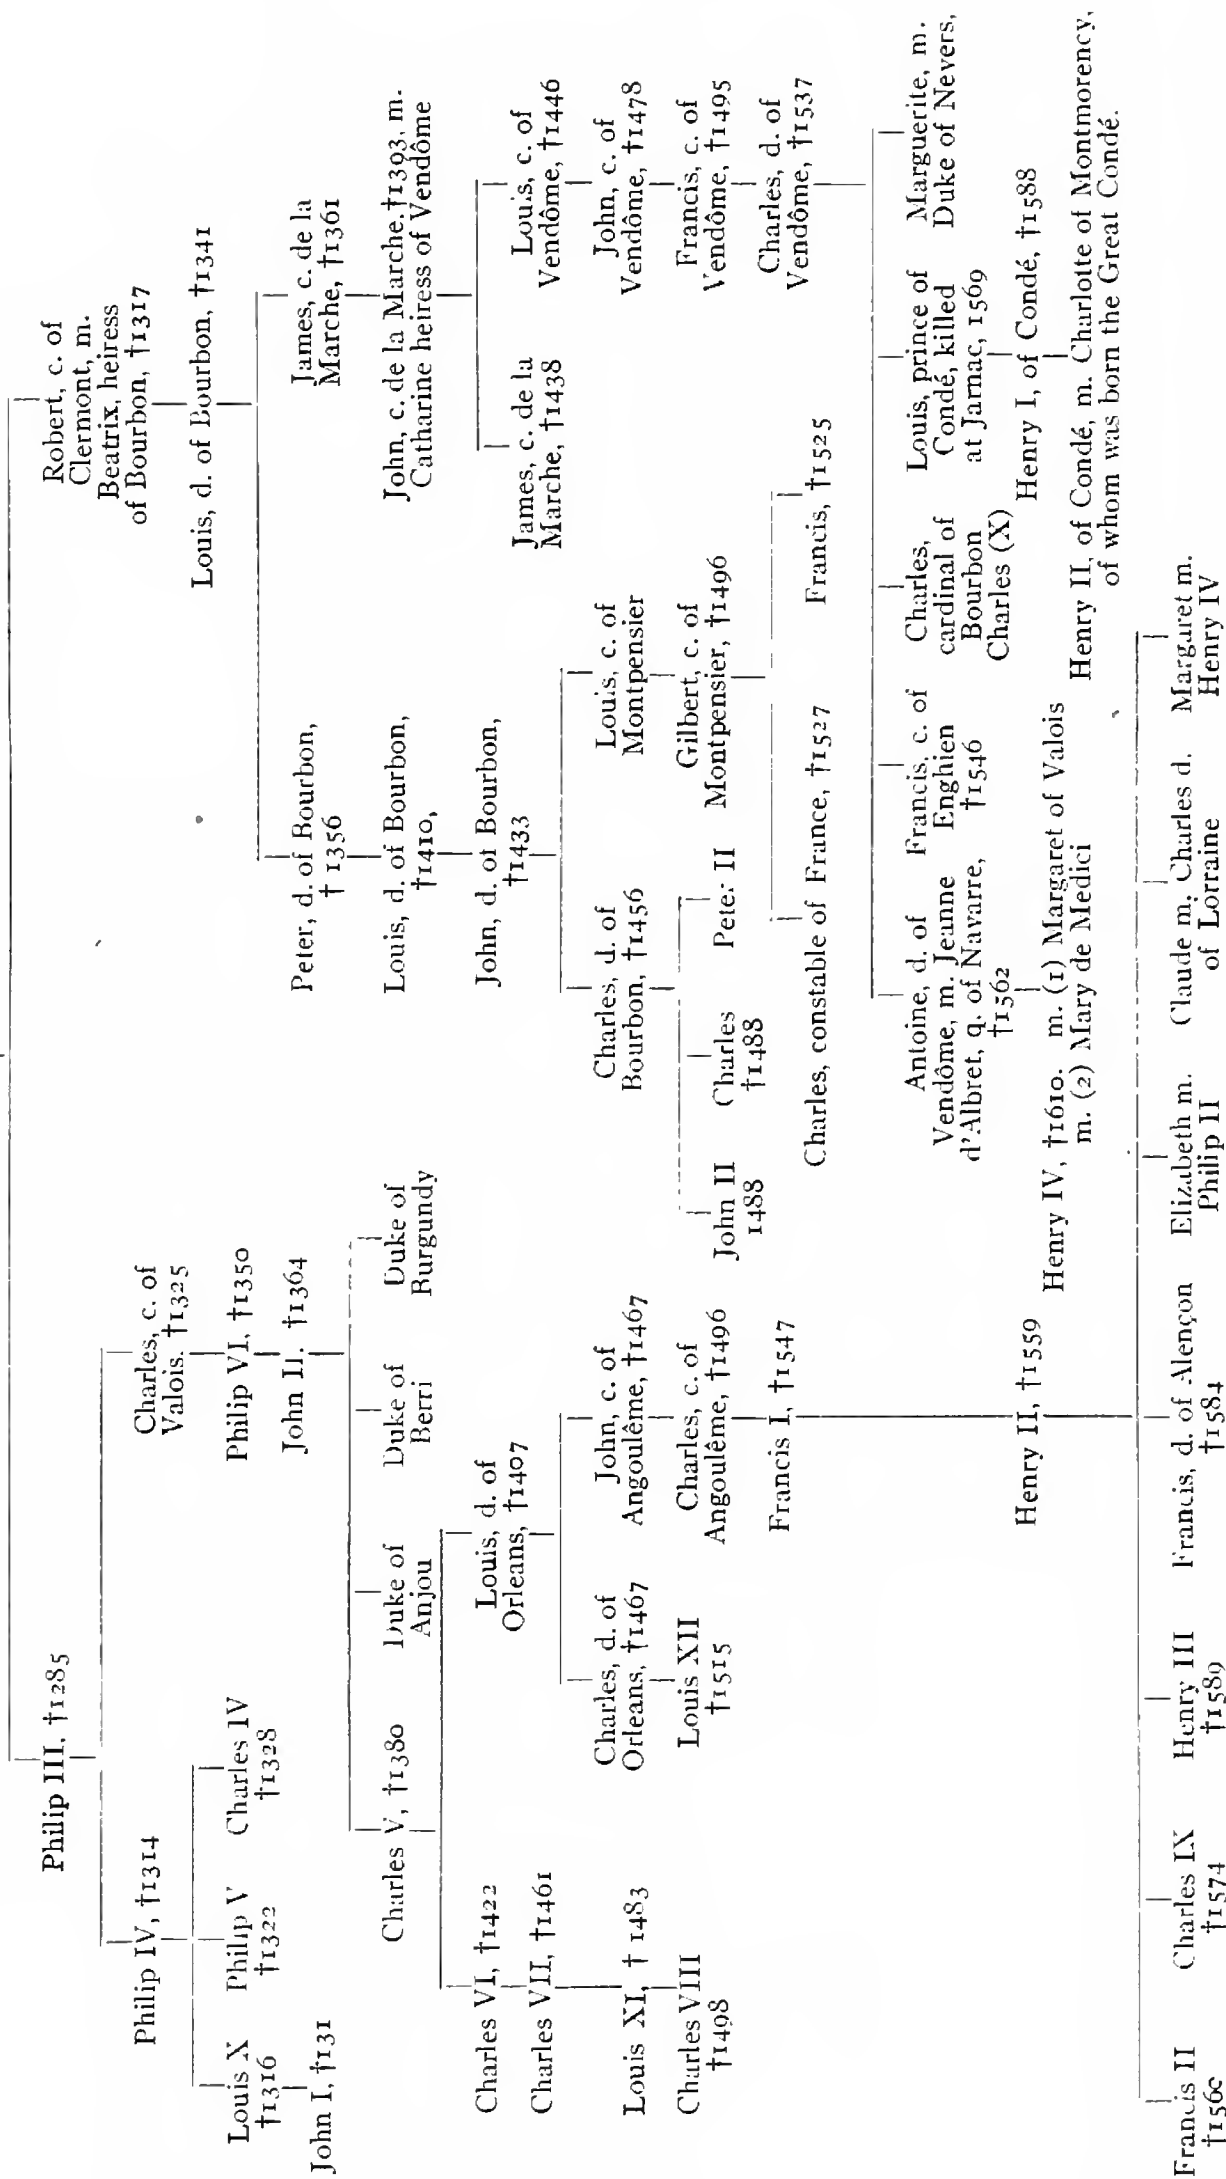 Philip III, †1285
Robert, c. of
Clermont, m.
Beatrix, heiress
of Bourbon, †1317
Philip IV, †1314
Charles, c. of
Valois. †1325
Louis, d. of Bourbon, †1341
Louis X
†1316
Philip V
†1322
Charles IV
†1328
Philip VI, †1350
John I, †131
John II, †1364
Peter, d. of Bourbon,
† 1356
James, c. de la
Marche, †1361
Charles V, †1380
Duke of
Anjou
Duke of
Berri
Duke of
Burgundy
Louis, d. of Bourbon,
†1410,
John, c. de la Marche, †1393, m.
Catharine heiress of Vendôme
Charles VI, †1422
Louis, d. of
Orleans, †1407
John, d. of Bourbon,
†1433
James, c. de la
Marche, †1438
Louis, c. of
Vendôme, †1446
Charles VII, †1461
Charles, d. of
Orleans, †1467
John, c. of
Angoulême, †1467
Charles, d. of
Bourbon, †1456
Louis, c. of
Montpensier
John, c. of
Vendôme, †1478
Louis XI, † 1483
Charles VIII
†1498
Louis XII
†1515
Charles, c. of
Angoulême, †1496
John II
1488
Charles
†1488
Peter II
Gilbert, c. of
Montpensier, †1496
Francis, c. of
Vendôme, †1495
Francis I, †1547
Charles, constable of France, †1527
Francis, †1525
Charles, d. of
Vendôme, †1537
Antoine, d. of
Vendôme, m. Jeanne
d'Albret, q. of Navarre,
†1562
Francis, c. of
Enghien
†1546
Charles,
cardinal of
Bourbon
Charles (X)
Louis, prince of
Condé, killed
at Jarnac, 1569
Marguerite, m.
Duke of Nevers,
Henry II, †1559
Henry IV, †1610. m. (1) Margaret of Valois
m. (2) Mary de Medici
Henry I, of Condé, †1588
Henry II, of Condé, m. Charlotte of Montmorency,
of whom was born the Great Condé.
Francis II
†156
Charles IX
†1574
Henry III
†1589
Francis, d. of Alençon
†1584
Elizabeth m.
Philip II
Claude m. Charles d.
of Lorraine
Margaret m.
Henry IV